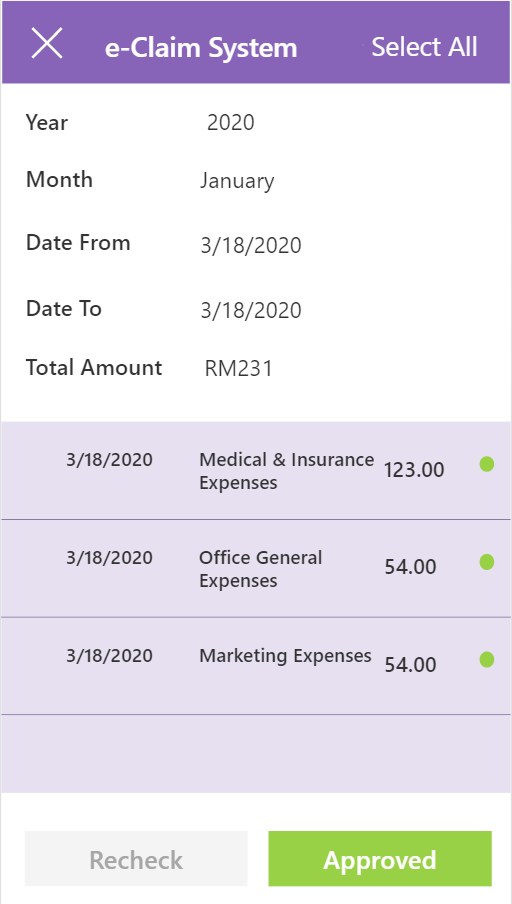 e-Claim System Select All
Year 2020
Month January
Date From 3/18/2020
Date To 3/18/2020
Total Amount RM231
3/18/2020 Medical & Insurance Expenses 123.00
3/18/2020 Office General Expenses 54.00
3/18/2020 Marketing Expenses 54.00
Recheck Approved